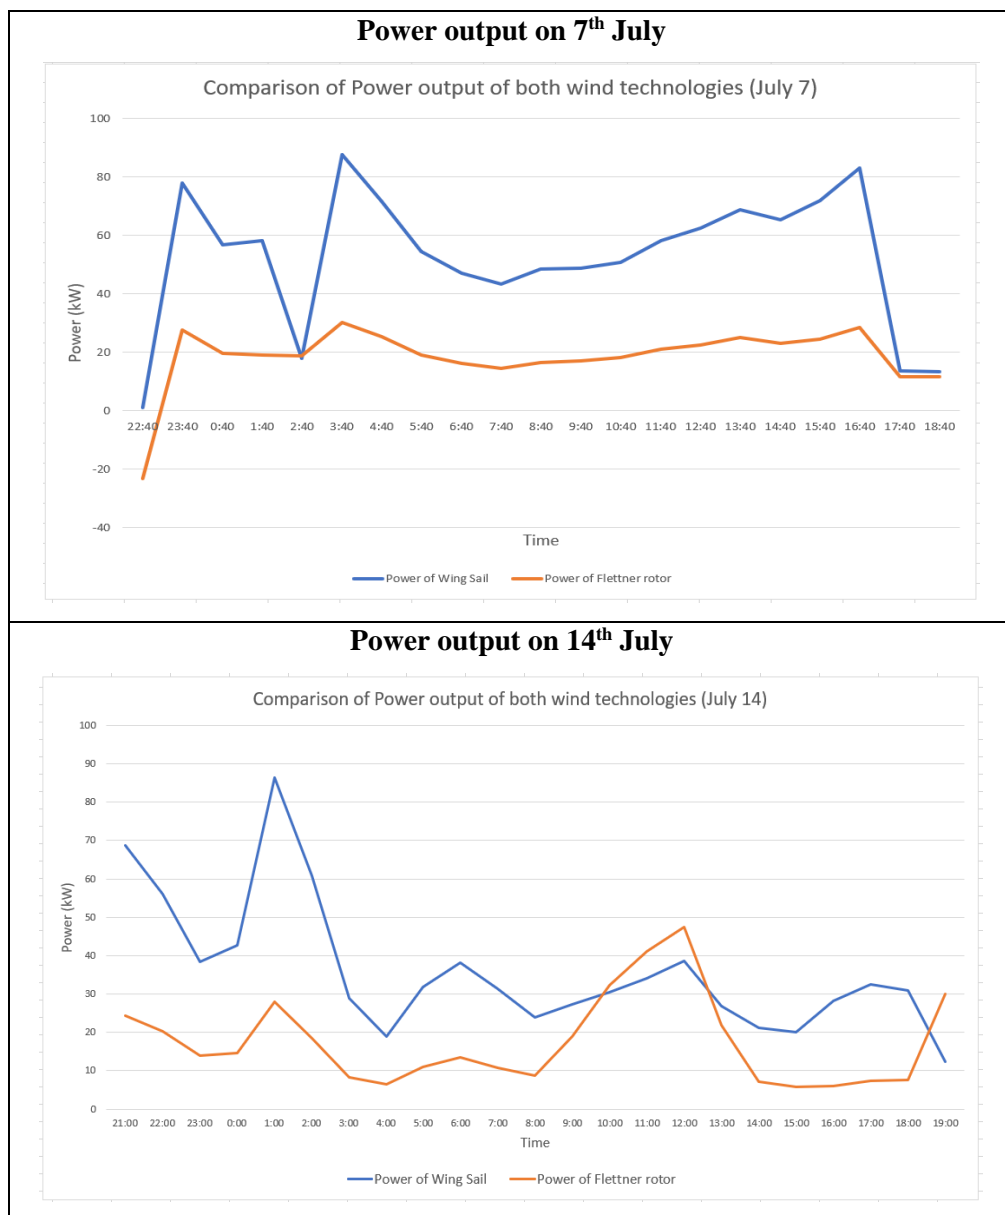 Power output on 7th July
Comparison of Power output of both wind technologies (July 7)
100
80
60
40
20
0
-20
-40
Power (kW)
22:40 23:40 0:40 1:40 2:40 3:40 4:40 5:40 6:40 7:40 8:40 9:40 10:40 11:40 12:40 13:40 14:40 15:40 16:40 17:40 18:40
Time
Power of Wing Sail Power of Flettner rotor
Power output on 14th July
Comparison of Power output of both wind technologies (July 14)
100
90
80
70
60
50
40
30
20
10
0
Power (kW)
21:00 22:00 23:00 0:00 1:00 2:00 3:00 4:00 5:00 6:00 7:00 8:00 9:00 10:00 11:00 12:00 13:00 14:00 15:00 16:00 17:00 18:00 19:00
Time
Power of Wing Sail Power of Flettner rotor